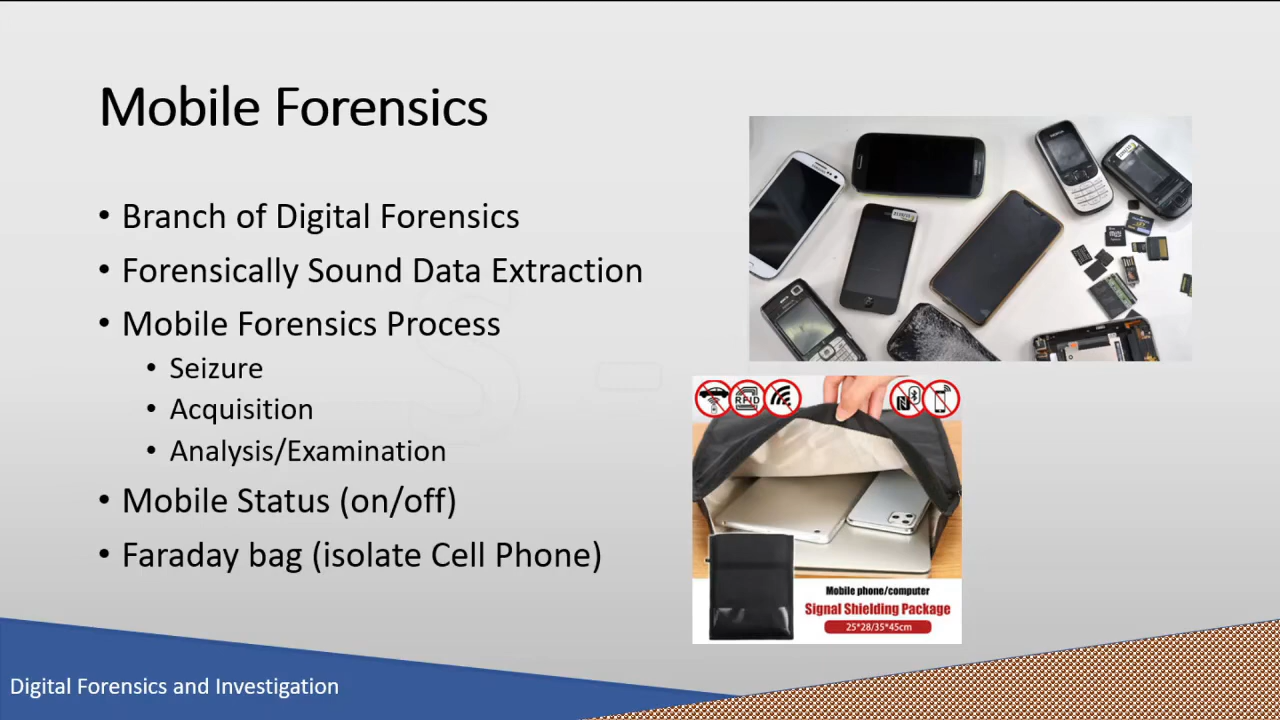 Mobile Forensics
• Branch of Digital Forensics
• Forensically Sound Data Extraction
• Mobile Forensics Process
• Seizure
• Acquisition
• Analysis/Examination
• Mobile Status (on/off)
• Faraday bag (isolate Cell Phone)
NOKIA
RFID
Mobile phone/computer
Signal Shielding Package
25*28/35*45cm
Digital Forensics and Investigation